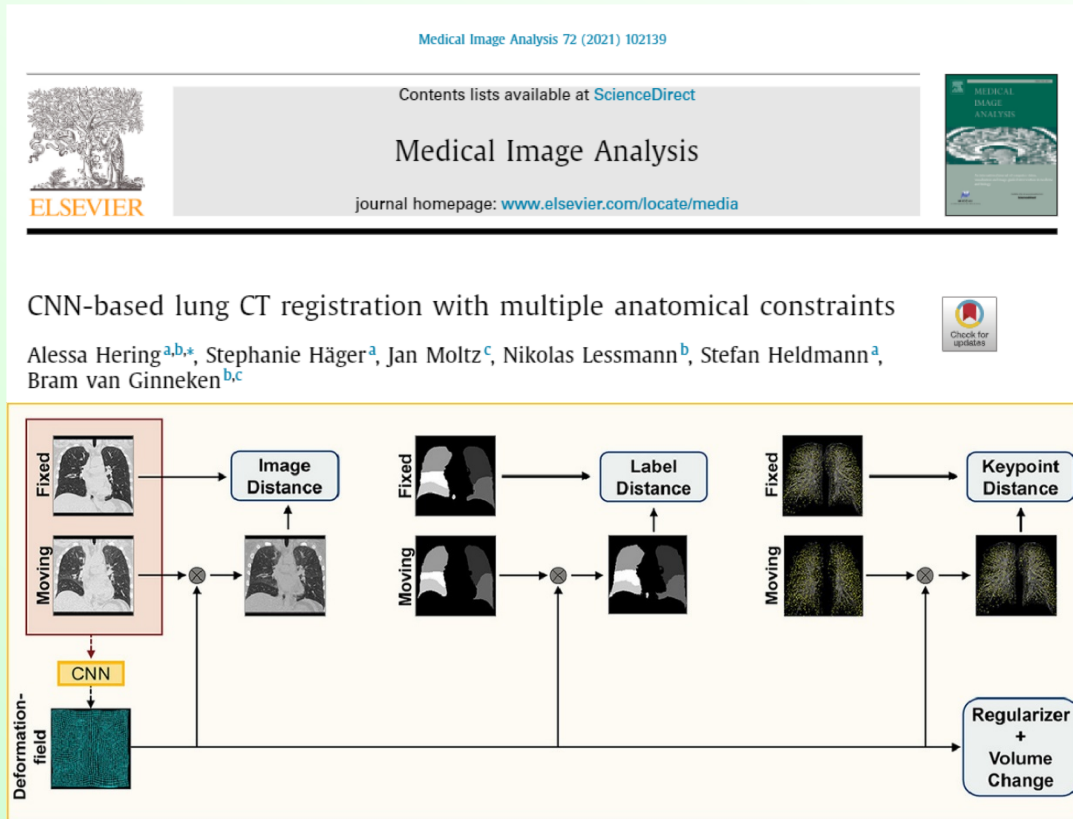 Medical Image Analysis 72 (2021) 102139
Contents lists available at ScienceDirect
Medical Image Analysis
journal homepage: www.elsevier.com/locate/media
ELSEVIER
MEDICAL
IMAGE
ANALYSIS
CNN-based lung CT registration with multiple anatomical constraints
Check for
updates
Alessa Hering a,b,*, Stephanie Häger a, Jan Moltz c, Nikolas Lessmann b, Stefan Heldmann a,
Bram van Ginneken b,c
Fixed
Image
Distance
Moving
CNN
Deformation-
field
Fixed
Label
Distance
Moving
Fixed
Keypoint
Distance
Moving
Regularizer
+
Volume
Change